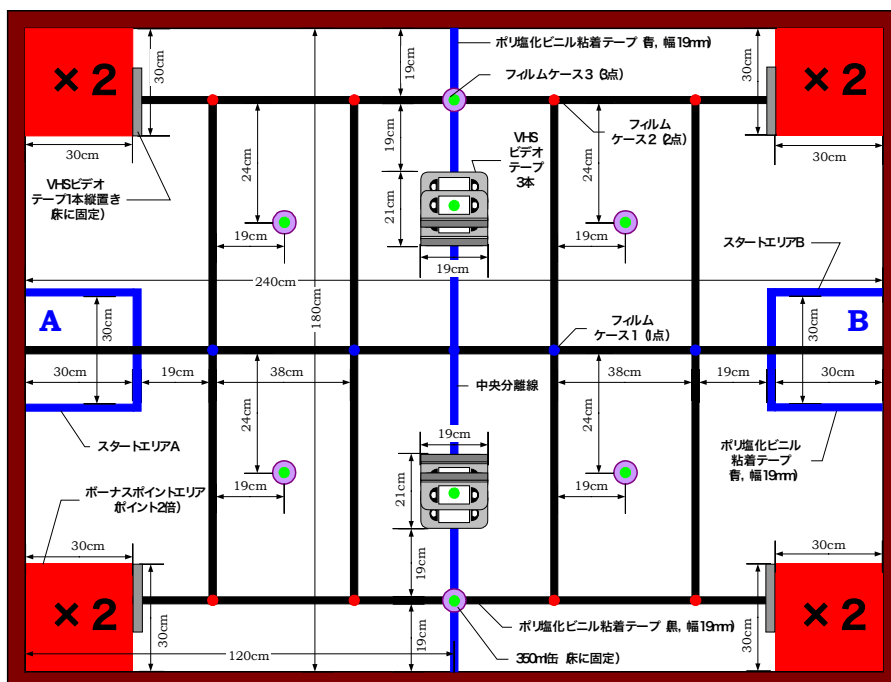 ポリ塩化ビニル粘着テープ（青，幅19mm）
フィルムケース3（3点）
×2
×2
30cm
19cm
30cm
30cm
30cm
VHSビデオ
テープ1本縦置き
（床に固定）
24cm
19cm
VHS
ビデオ
テープ
3本
フィルム
ケース2（2点）
24cm
21cm
19cm
19cm
19cm
スタートエリアB
240cm
180cm
A
30cm
B
30cm
フィルム
ケース1（1点）
30cm
19cm
38cm
38cm
19cm
30cm
中央分離線
24cm
24cm
スタートエリアA
19cm
ポリ塩化ビニル
粘着テープ
（青，幅19mm）
ボーナスポイントエリア
（ポイント2倍）
19cm
21cm
19cm
30cm
30cm
19cm
×2
×2
30cm
19cm
30cm
ポリ塩化ビニル粘着テープ（黒，幅19mm）
350ml缶（床に固定）
120cm